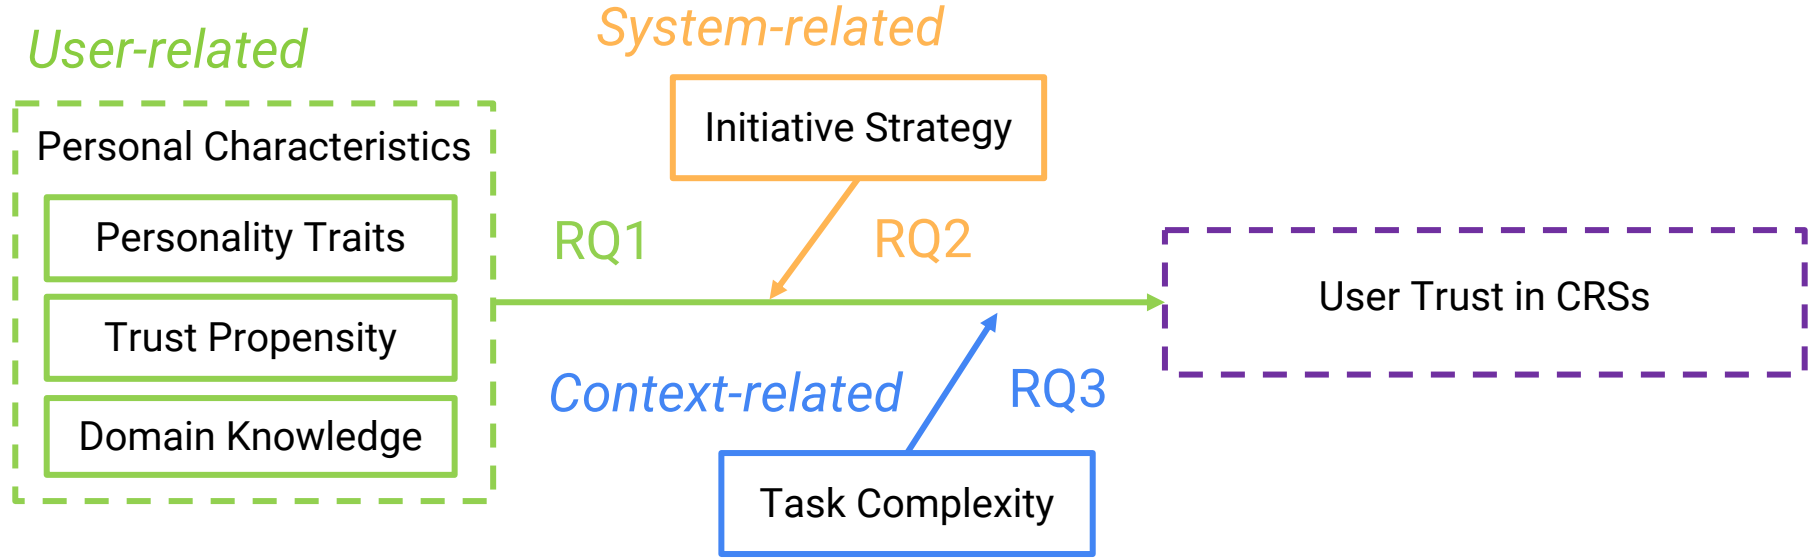 User-related
Personal Characteristics
Personality Traits
Trust Propensity
Domain Knowledge
System-related
Initiative Strategy
RQ1
RQ2
Context-related
RQ3
Task Complexity
User Trust in CRSs